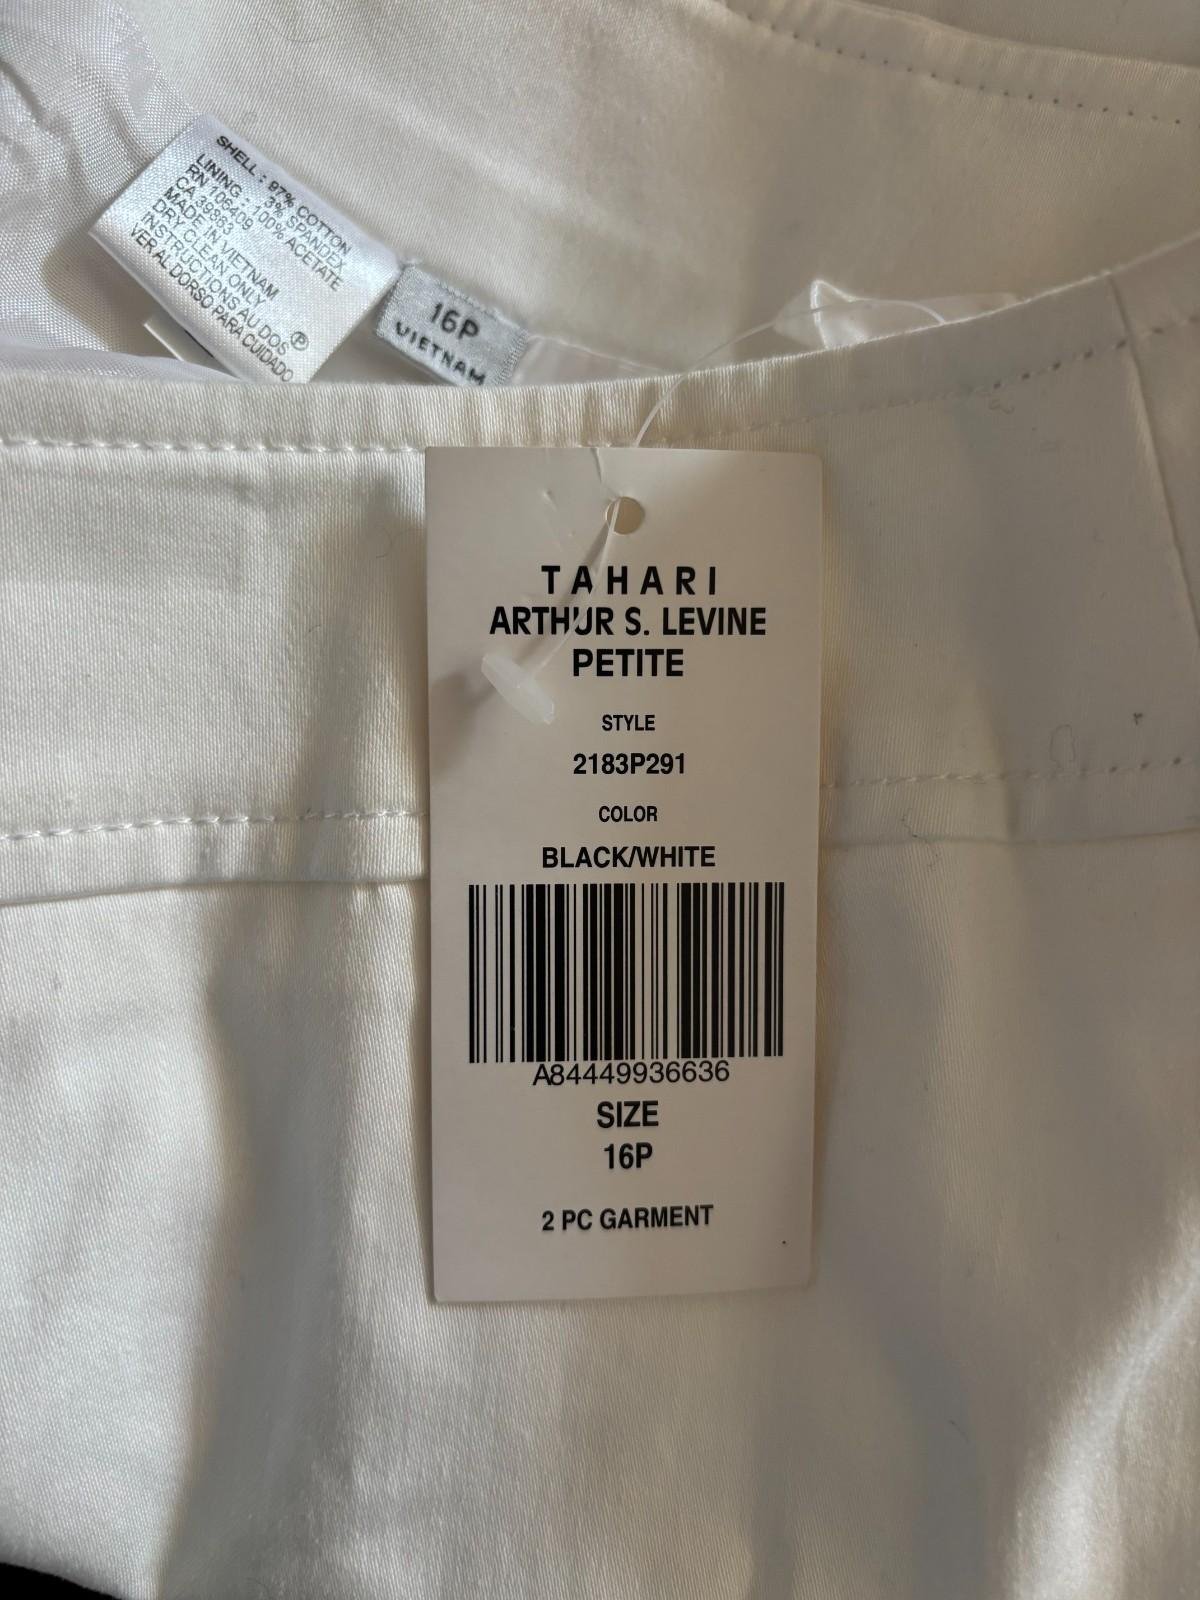 SHELL : 97% COTTON
3% SPANDEX
LINING : 100% ACETATE
RN 106409
CA 39883
MADE IN VIETNAM
DRY CLEAN ONLY
INSTRUCTIONS AU DOS
VER AL DORSO PARA CUIDADO
Ⓟ
16P
VIETNAM
TAHARI
ARTHUR S. LEVINE
PETITE
STYLE
2183P291
COLOR
BLACK/WHITE
A84449936636
SIZE
16P
2 PC GARMENT